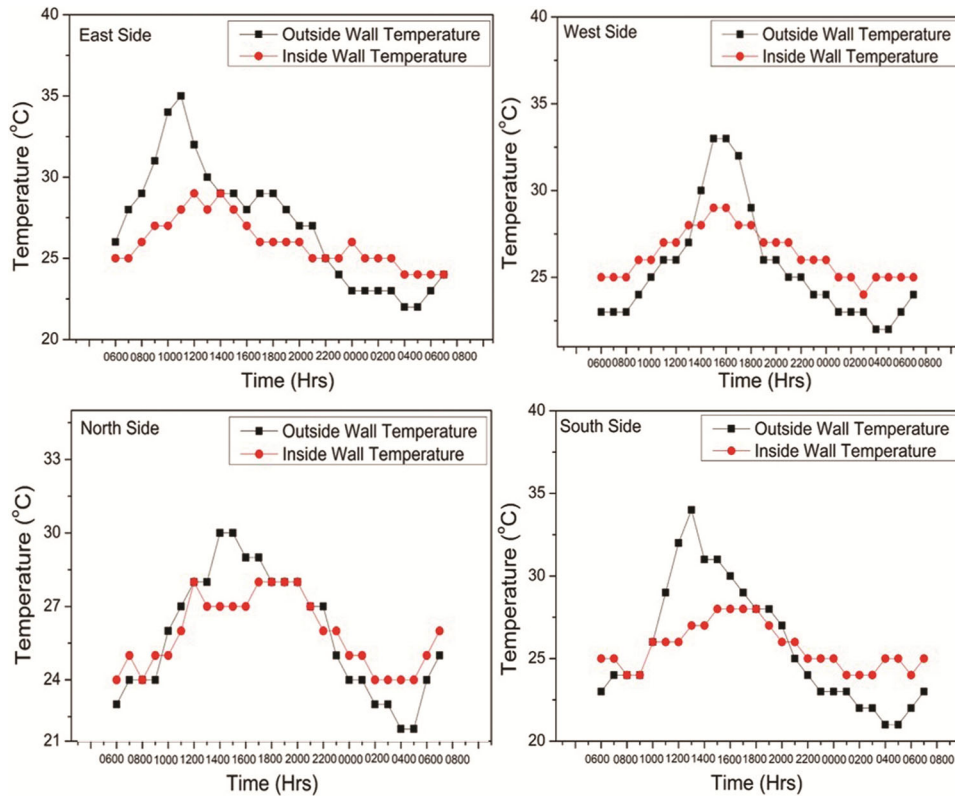 East Side
Outside Wall Temperature
Inside Wall Temperature
40
35
30
25
20
Temperature (°C)
0600 0800 1000 1200 1400 1600 1800 2000 2200 0000 0200 0400 0600 0800
Time (Hrs)
West Side
Outside Wall Temperature
Inside Wall Temperature
40
35
30
25
Temperature (°C)
0600 0800 1000 1200 1400 1600 1800 2000 2200 0000 0200 0400 0600 0800
Time (Hrs)
North Side
Outside Wall Temperature
Inside Wall Temperature
33
30
27
24
21
Temperature (°C)
0600 0800 1000 1200 1400 1600 1800 2000 2200 0000 0200 0400 0600 0800
Time (Hrs)
South Side
Outside Wall Temperature
Inside Wall Temperature
40
35
30
25
20
Temperature (°C)
0600 0800 1000 1200 1400 1600 1800 2000 2200 0000 0200 0400 0600 0800
Time (Hrs)